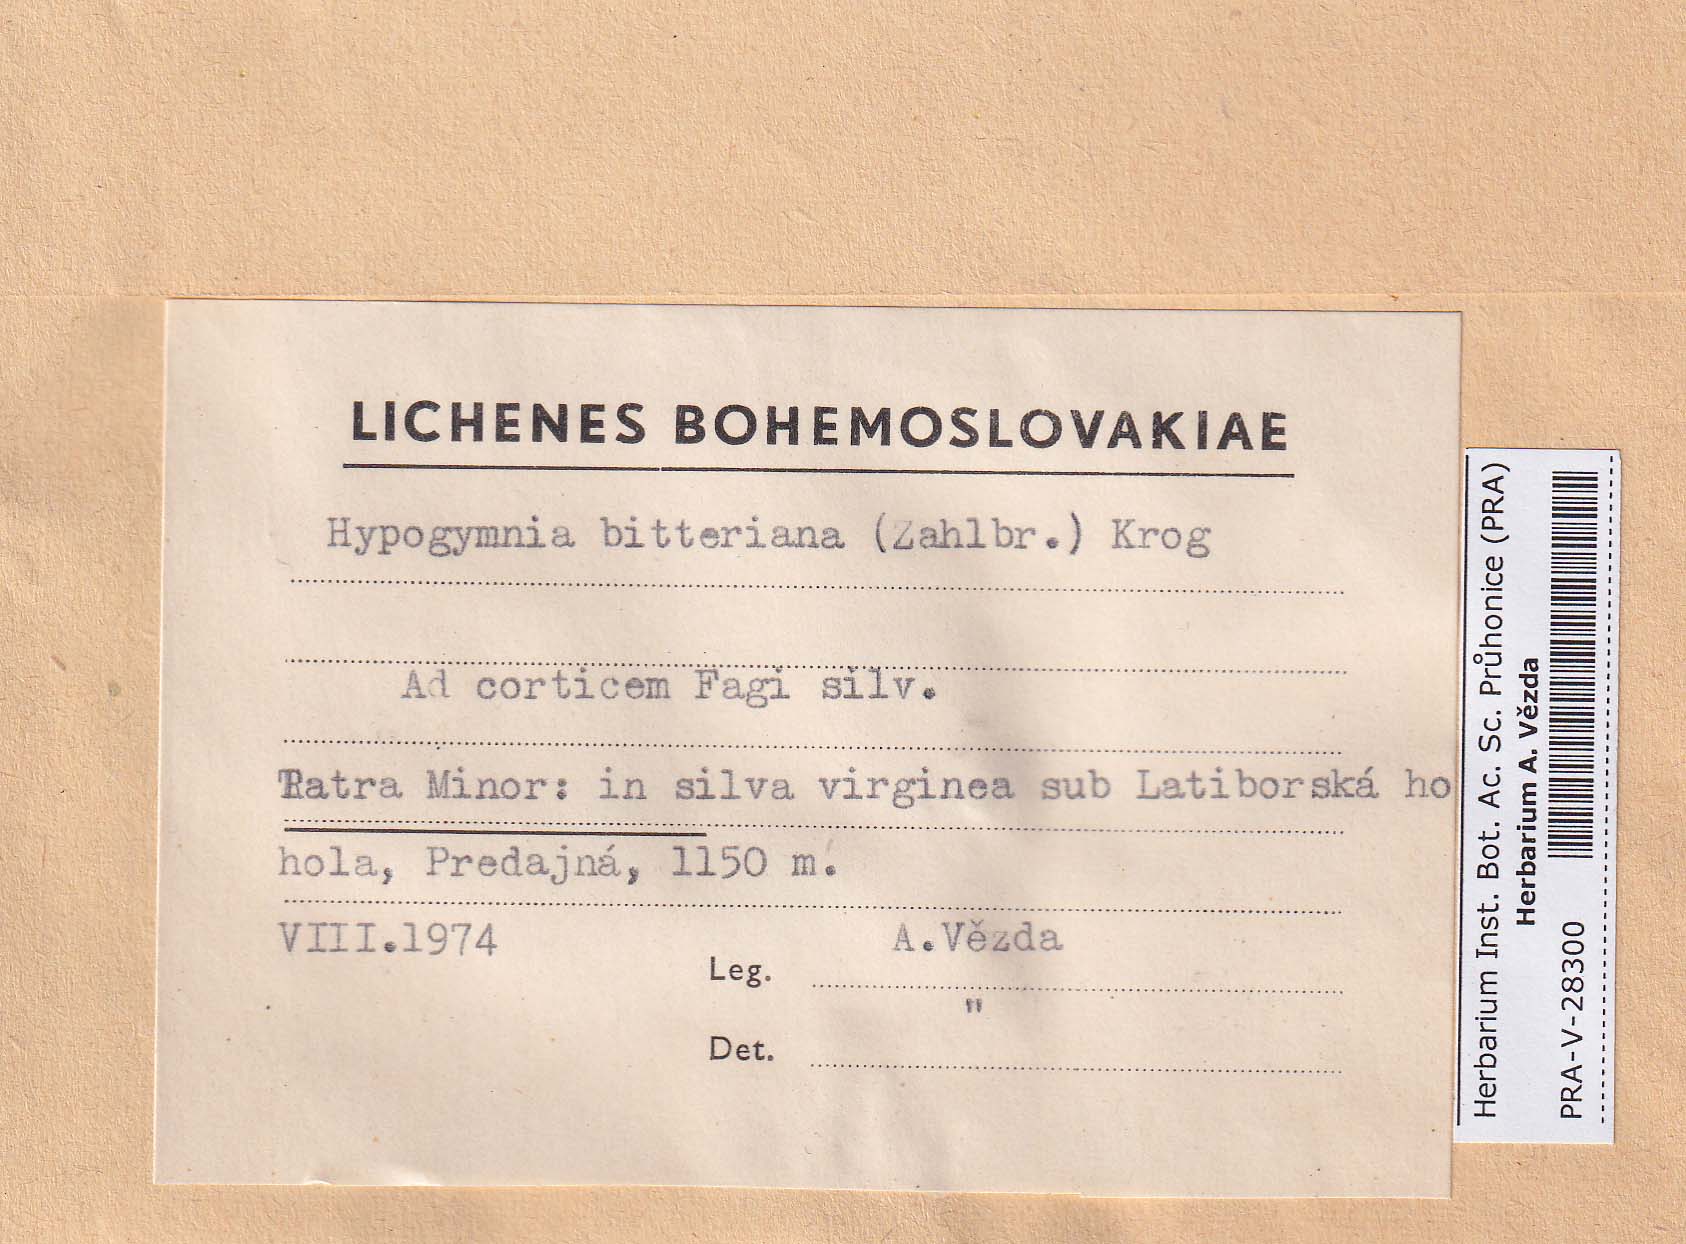 LICHENES BOHEMOSLOVAKIAE
Hypogymnia bitteriana (Zahlbr.) Krog
Ad corticem Fagi silv.
Tatra Minor: in silva virginea sub Latiborská ho
hola, Predajná, 1150 m.
VIII.1974
Leg. A.Vězda
Det. "
Herbarium Inst. Bot. Ac. Sc. Průhonice (PRA)
Herbarium A. Vězda
PRA-V-28300